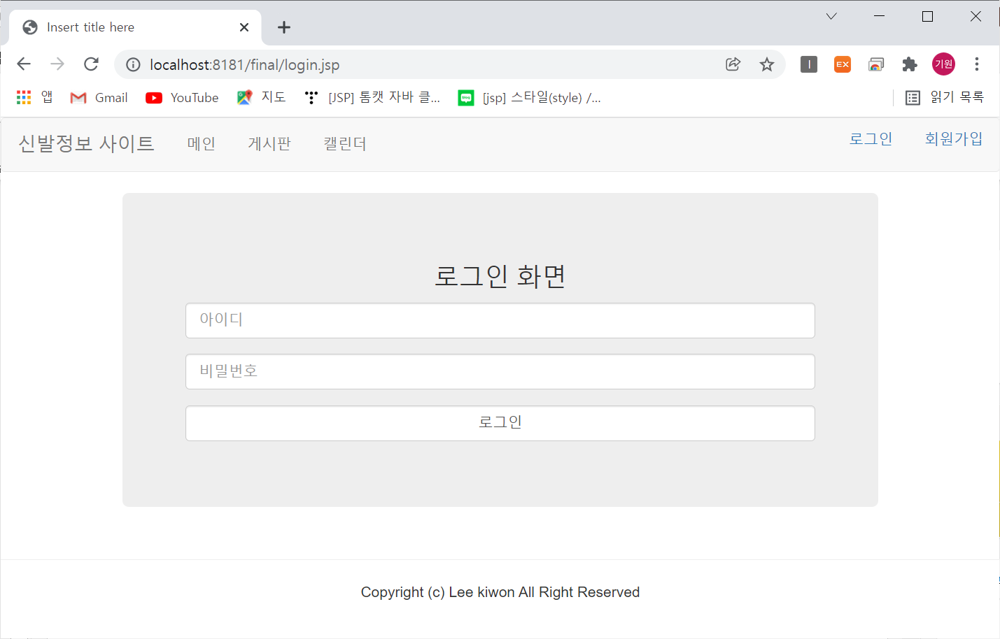 Insert title here
localhost:8181/final/login.jsp
EX
기원
앱 Gmail YouTube 지도 [JSP] 톰캣 자바 클... [jsp] 스타일(style) /... 읽기 목록
신발정보 사이트 메인 게시판 캘린더 로그인 회원가입
로그인 화면
아이디
비밀번호
로그인
Copyright (c) Lee kiwon All Right Reserved